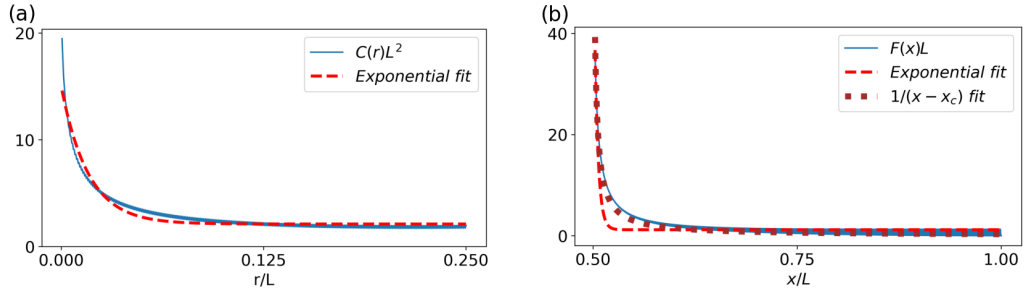 (a)
20
10
0
C(r)L²
Exponential fit
0.000
0.125
0.250
r/L
(b)
40
20
0
F(x)L
Exponential fit
1/(x − x_c) fit
0.50
0.75
1.00
x/L